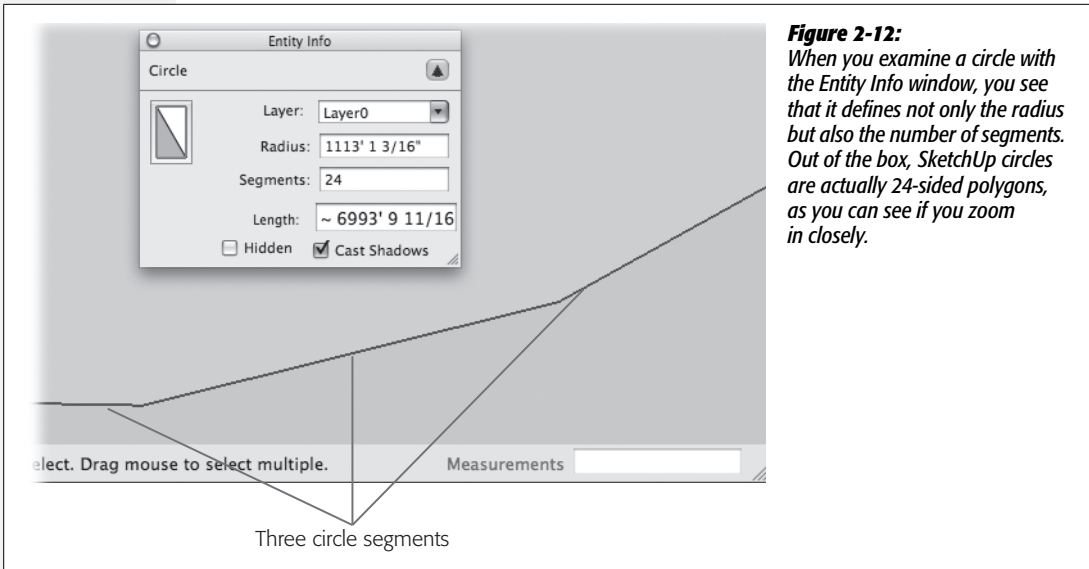 Entity Info
Circle
Layer: Layer0
Radius: 1113' 1 3/16"
Segments: 24
Length: ~ 6993' 9 11/16
Hidden Cast Shadows
elect. Drag mouse to select multiple. Measurements
Three circle segments
Figure 2-12:
When you examine a circle with
the Entity Info window, you see
that it defines not only the radius
but also the number of segments.
Out of the box, SketchUp circles
are actually 24-sided polygons,
as you can see if you zoom
in closely.